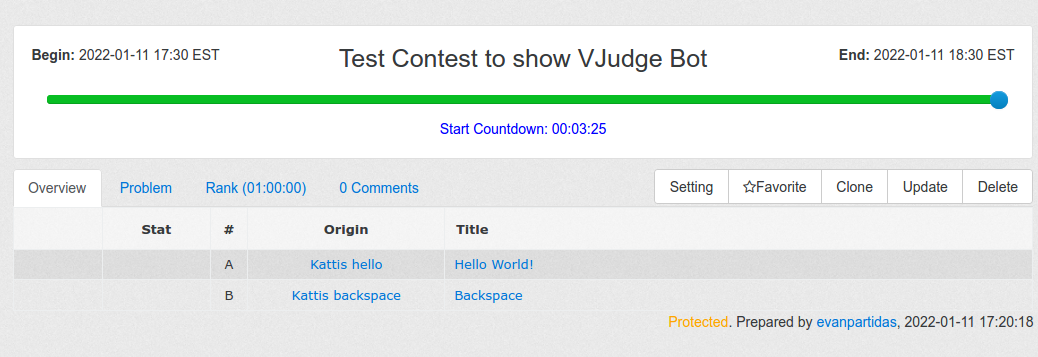 Begin: 2022-01-11 17:30 EST Test Contest to show VJudge Bot End: 2022-01-11 18:30 EST
Start Countdown: 00:03:25
Overview Problem Rank (01:00:00) 0 Comments Setting ☆Favorite Clone Update Delete
Stat # Origin Title
A Kattis hello Hello World!
B Kattis backspace Backspace
Protected. Prepared by evanpartidas, 2022-01-11 17:20:18